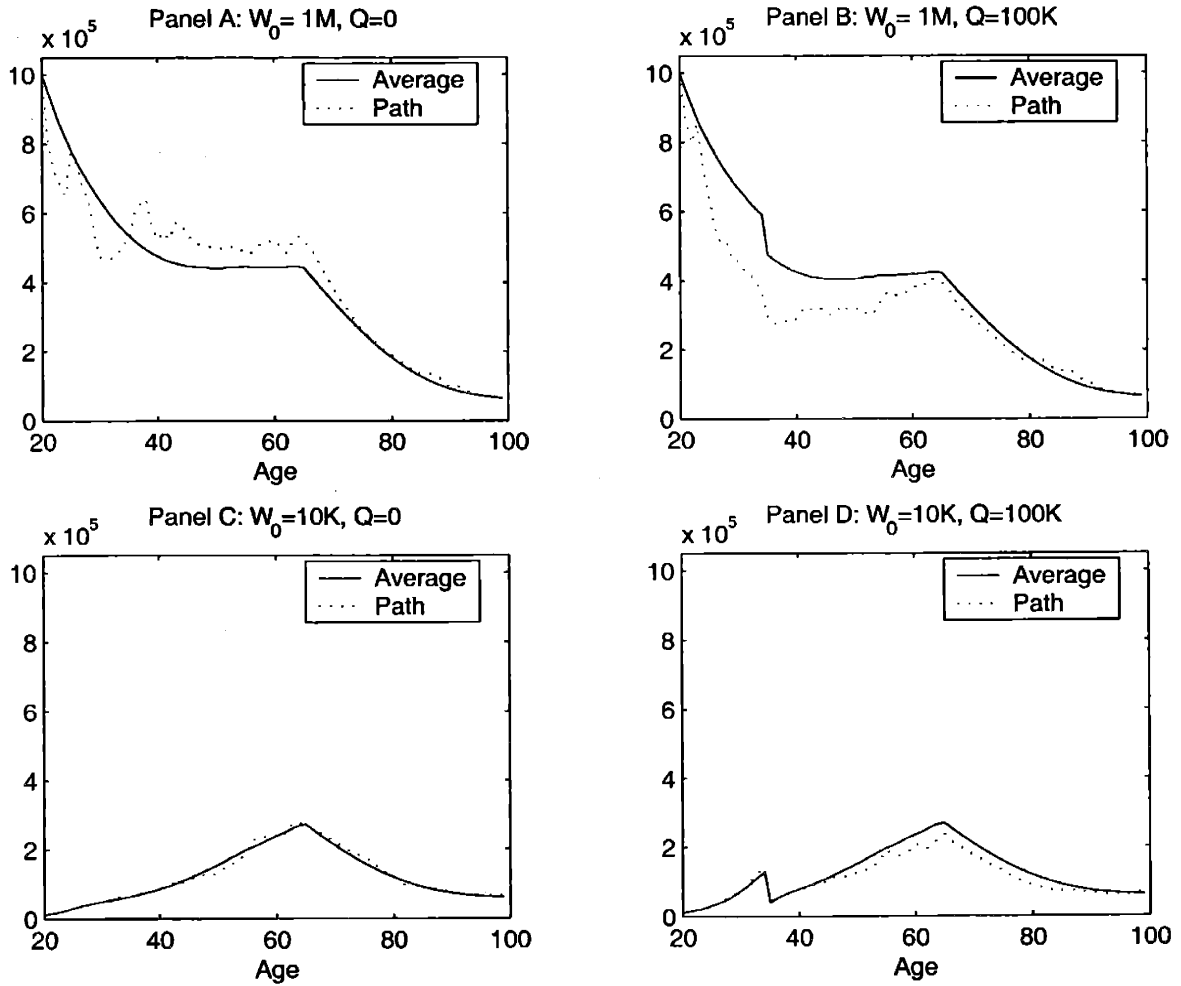 Panel A: W0= 1M, Q=0
x 10^5
Average
Path
10
8
6
4
2
0
20
40
60
80
100
Age
Panel B: W0= 1M, Q=100K
x 10^5
Average
Path
10
8
6
4
2
0
20
40
60
80
100
Age
Panel C: W0=10K, Q=0
x 10^5
Average
Path
10
8
6
4
2
0
20
40
60
80
100
Age
Panel D: W0=10K, Q=100K
x 10^5
Average
Path
10
8
6
4
2
0
20
40
60
80
100
Age